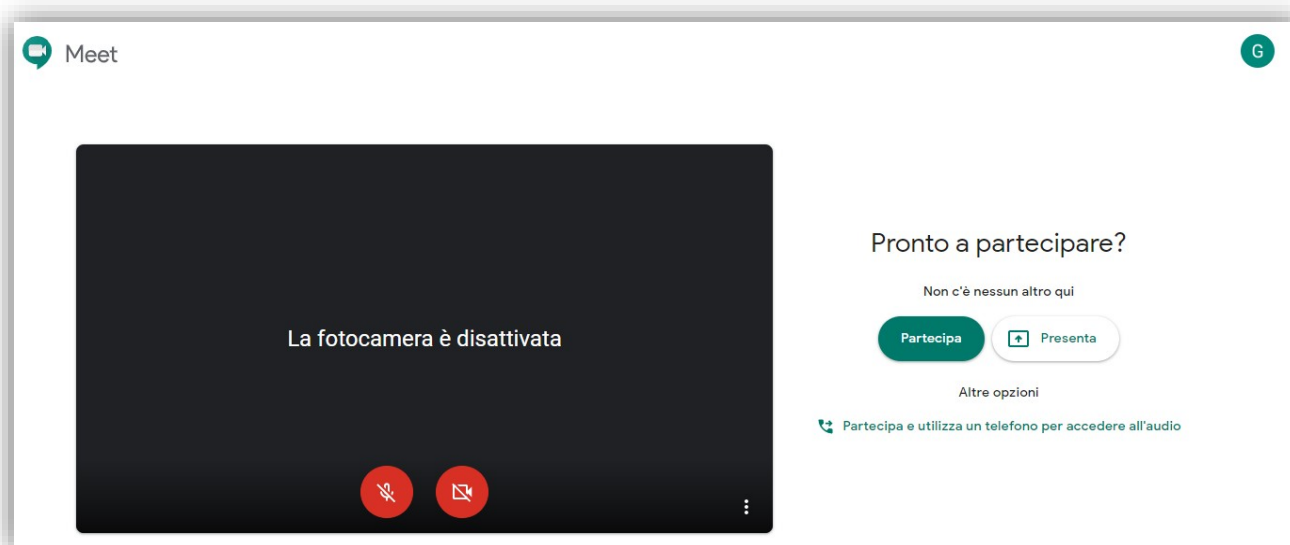 Meet
G
La fotocamera è disattivata
Pronto a partecipare?
Non c'è nessun altro qui
Partecipa
Presenta
Altre opzioni
Partecipa e utilizza un telefono per accedere all'audio